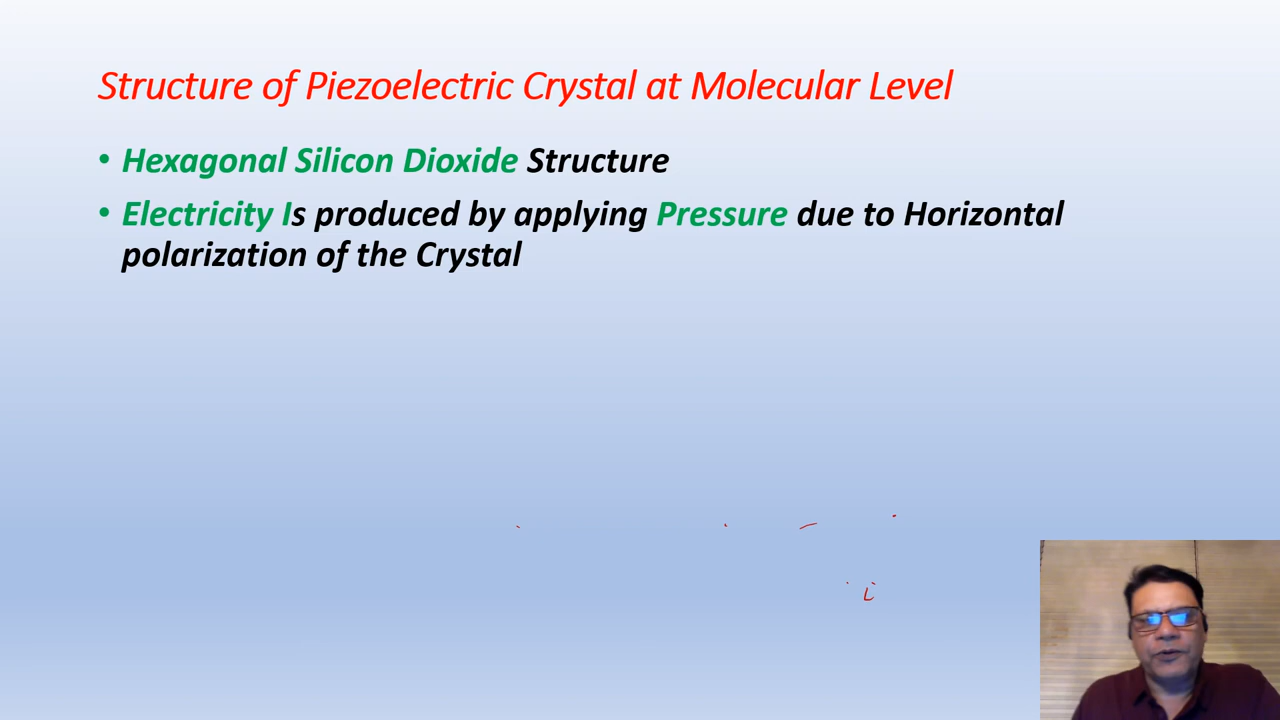 Structure of Piezoelectric Crystal at Molecular Level
• Hexagonal Silicon Dioxide Structure
• Electricity Is produced by applying Pressure due to Horizontal
polarization of the Crystal